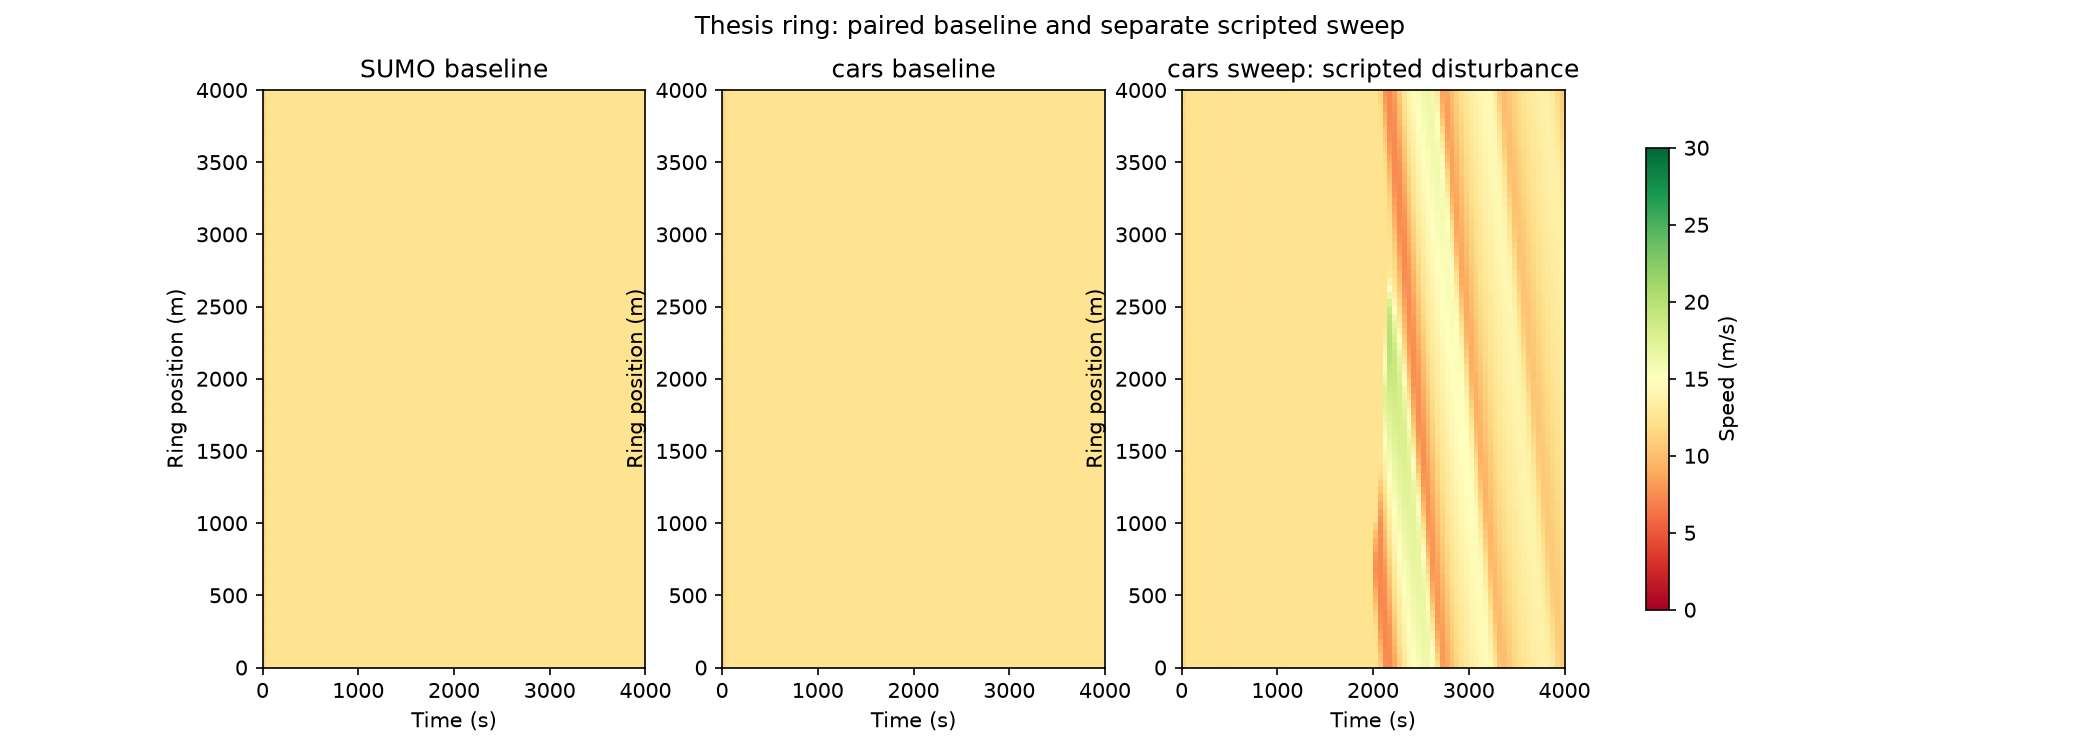 Thesis ring: paired baseline and separate scripted sweep
SUMO baseline
4000
3500
3000
2500
2000
1500
1000
500
0
Ring position (m)
0 1000 2000 3000 4000
Time (s)
cars baseline
4000
3500
3000
2500
2000
1500
1000
500
0
Ring position (m)
0 1000 2000 3000 4000
Time (s)
cars sweep: scripted disturbance
4000
3500
3000
2500
2000
1500
1000
500
0
Ring position (m)
0 1000 2000 3000 4000
Time (s)
30
25
20
15
10
5
0
Speed (m/s)